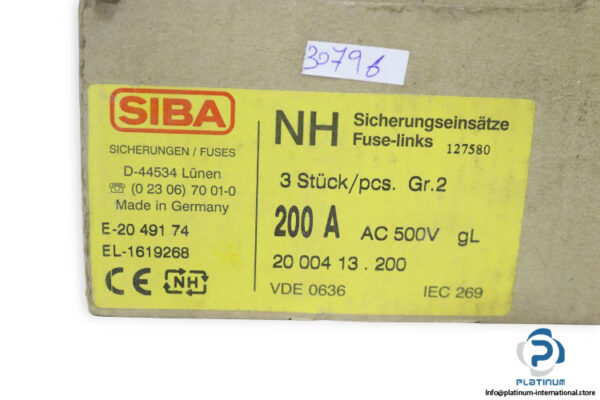 30796
SIBA
SICHERUNGEN / FUSES
D-44534 Lünen
☏ (0 23 06) 70 01-0
Made in Germany
E-20 491 74
EL-1619268
CE NH
NH Sicherungseinsätze
Fuse-links 127580
3 Stück/pcs. Gr.2
200 A AC 500V gL
20 004 13 . 200
VDE 0636 IEC 269
PLATINUM
Info@platinum-international.store